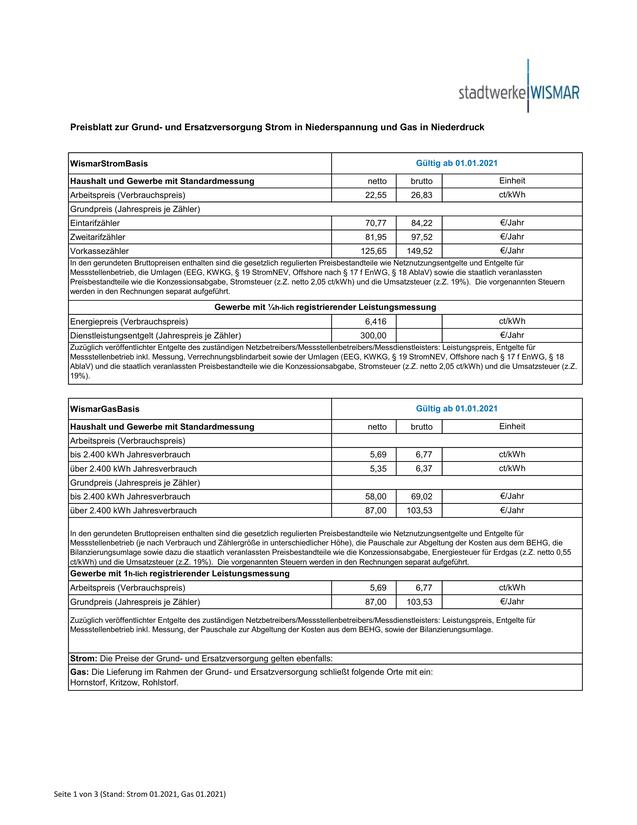 stadtwerke WISMAR
Preisblatt zur Grund- und Ersatzversorgung Strom in Niederspannung und Gas in Niederdruck
WismarStromBasis Gültig ab 01.01.2021
Haushalt und Gewerbe mit Standardmessung netto brutto Einheit
Arbeitspreis (Verbrauchspreis) 22,55 26,83 ct/kWh
Grundpreis (Jahrespreis je Zähler)
Eintarifzähler 70,77 84,22 €/Jahr
Zweitarifzähler 81,95 97,52 €/Jahr
Vorkassezähler 125,65 149,52 €/Jahr
In den gerundeten Bruttopreisen enthalten sind die gesetzlich regulierten Preisbestandteile wie Netznutzungsentgelte und Entgelte für
Messstellenbetrieb, die Umlagen (EEG, KWKG, § 19 StromNEV, Offshore nach § 17 f EnWG, § 18 AblaV) sowie die staatlich veranlassten
Preisbestandteile wie die Konzessionsabgabe, Stromsteuer (z.Z. netto 2,05 ct/kWh) und die Umsatzsteuer (z.Z. 19%). Die vorgenannten Steuern
werden in den Rechnungen separat aufgeführt.
Gewerbe mit ¼h-lich registrierender Leistungsmessung
Energiepreis (Verbrauchspreis) 6,416 ct/kWh
Dienstleistungsentgelt (Jahrespreis je Zähler) 300,00 €/Jahr
Zuzüglich veröffentlichter Entgelte des zuständigen Netzbetreibers/Messstellenbetreibers/Messdienstleisters: Leistungspreis, Entgelte für
Messstellenbetrieb inkl. Messung, Verrechnungsblindarbeit sowie der Umlagen (EEG, KWKG, § 19 StromNEV, Offshore nach § 17 f EnWG, § 18
AblaV) und die staatlich veranlassten Preisbestandteile wie die Konzessionsabgabe, Stromsteuer (z.Z. netto 2,05 ct/kWh) und die Umsatzsteuer (z.Z.
19%).
WismarGasBasis Gültig ab 01.01.2021
Haushalt und Gewerbe mit Standardmessung netto brutto Einheit
Arbeitspreis (Verbrauchspreis)
bis 2.400 kWh Jahresverbrauch 5,69 6,77 ct/kWh
über 2.400 kWh Jahresverbrauch 5,35 6,37 ct/kWh
Grundpreis (Jahrespreis je Zähler)
bis 2.400 kWh Jahresverbrauch 58,00 69,02 €/Jahr
über 2.400 kWh Jahresverbrauch 87,00 103,53 €/Jahr
In den gerundeten Bruttopreisen enthalten sind die gesetzlich regulierten Preisbestandteile wie Netznutzungsentgelte und Entgelte für
Messstellenbetrieb (je nach Verbrauch und Zählergröße in unterschiedlicher Höhe), die Pauschale zur Abgeltung der Kosten aus dem BEHG, die
Bilanzierungsumlage sowie dazu die staatlich veranlassten Preisbestandteile wie die Konzessionsabgabe, Energiesteuer für Erdgas (z.Z. netto 0,55
ct/kWh) und die Umsatzsteuer (z.Z. 19%). Die vorgenannten Steuern werden in den Rechnungen separat aufgeführt.
Gewerbe mit 1h-lich registrierender Leistungsmessung
Arbeitspreis (Verbrauchspreis) 5,69 6,77 ct/kWh
Grundpreis (Jahrespreis je Zähler) 87,00 103,53 €/Jahr
Zuzüglich veröffentlichter Entgelte des zuständigen Netzbetreibers/Messstellenbetreibers/Messdienstleisters: Leistungspreis, Entgelte für
Messstellenbetrieb inkl. Messung, der Pauschale zur Abgeltung der Kosten aus dem BEHG, sowie der Bilanzierungsumlage.
Strom: Die Preise der Grund- und Ersatzversorgung gelten ebenfalls:
Gas: Die Lieferung im Rahmen der Grund- und Ersatzversorgung schließt folgende Orte mit ein:
Hornstorf, Kritzow, Rohlstorf.
Seite 1 von 3 (Stand: Strom 01.2021, Gas 01.2021)